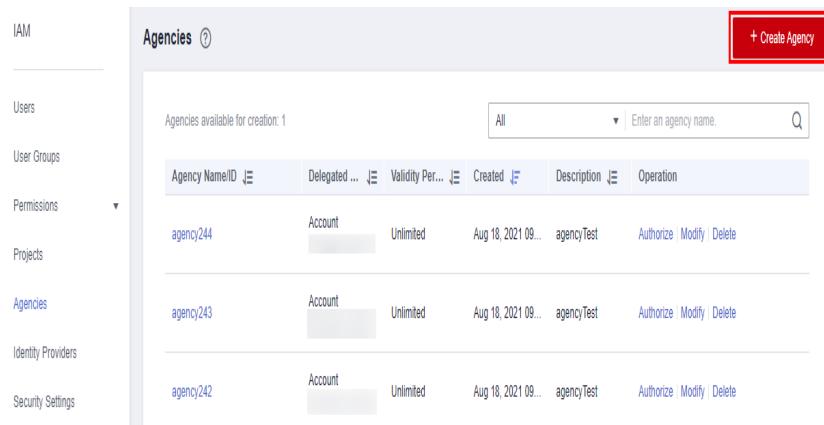 IAM
Agencies
+ Create Agency
Users
User Groups
Permissions
Projects
Agencies
Identity Providers
Security Settings
Agencies available for creation: 1
All
Enter an agency name.
Agency Name/ID Delegated ... Validity Per... Created Description Operation
agency244 Account Unlimited Aug 18, 2021 09... agencyTest Authorize | Modify | Delete
agency243 Account Unlimited Aug 18, 2021 09... agencyTest Authorize | Modify | Delete
agency242 Account Unlimited Aug 18, 2021 09... agencyTest Authorize | Modify | Delete